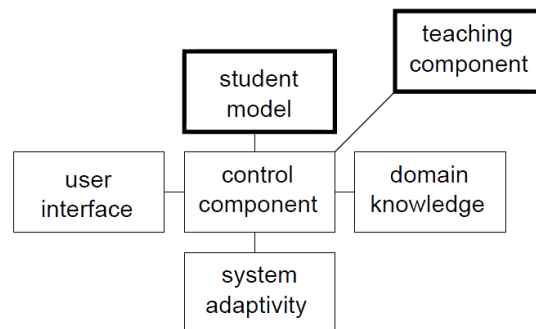 teaching
component
student
model
user
interface
control
component
domain
knowledge
system
adaptivity